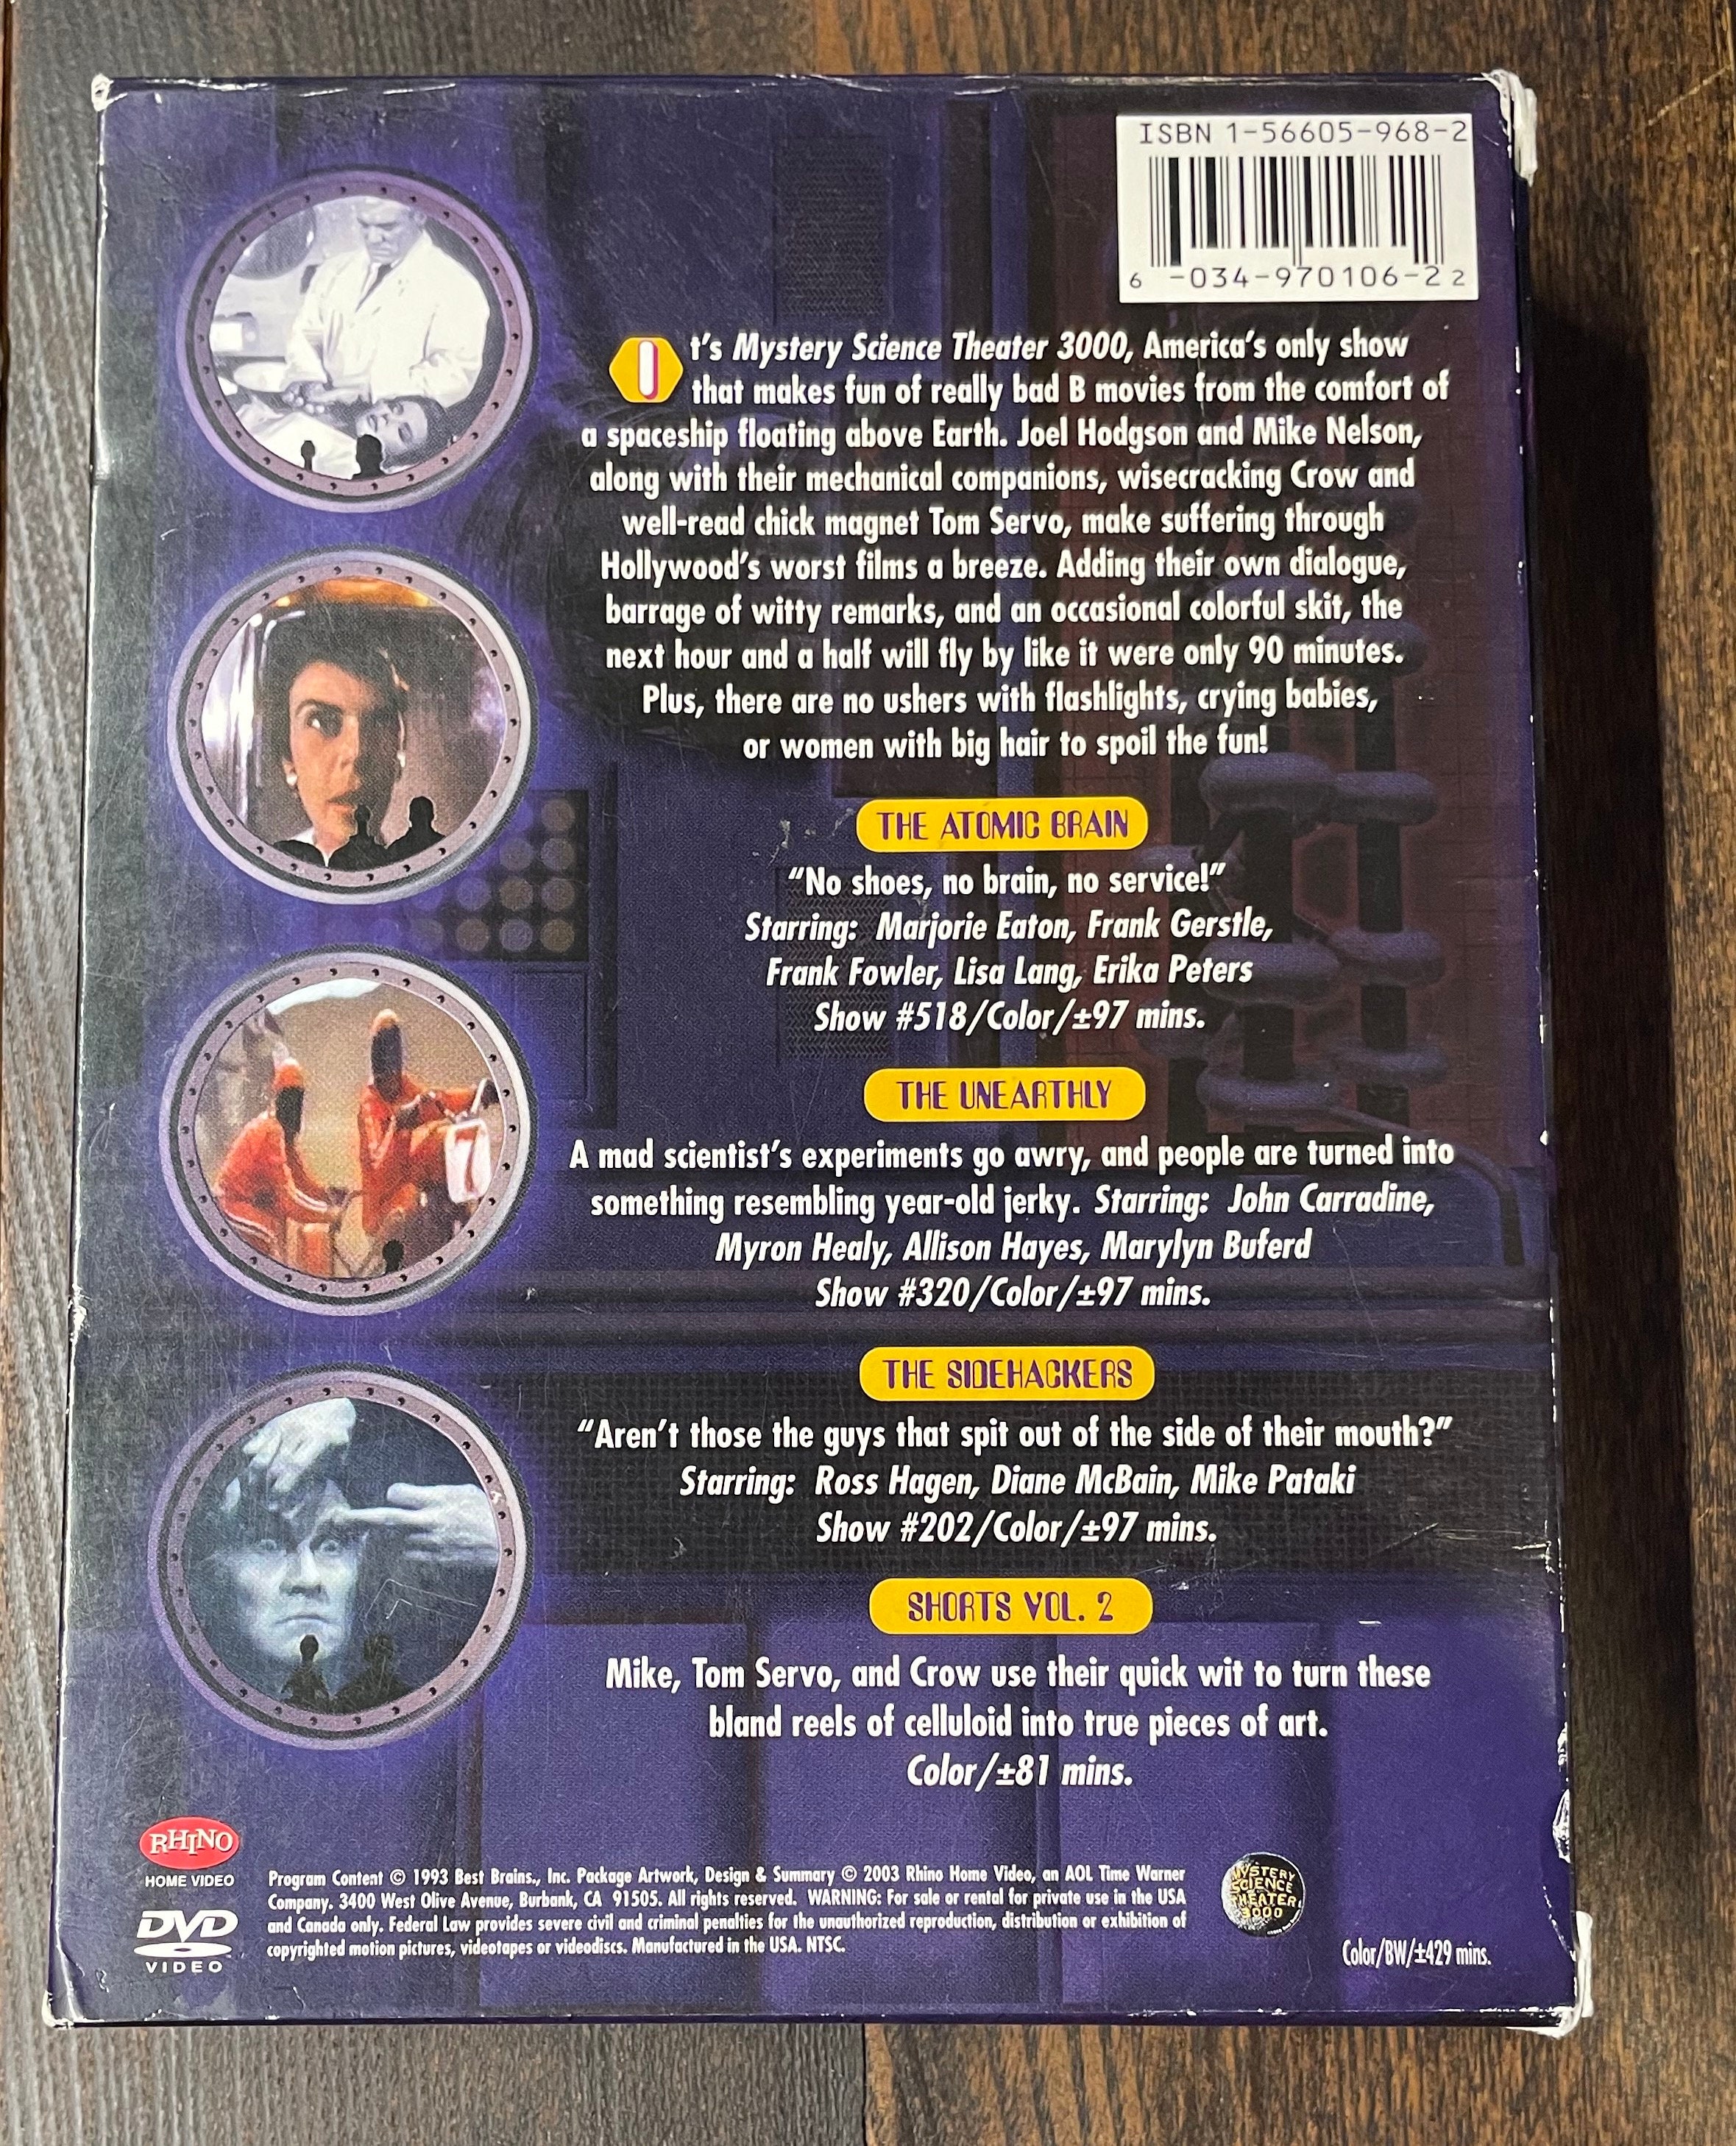 ISBN 1-56605-968-2
6 -034-970106-2 2
It's Mystery Science Theater 3000, America's only show
that makes fun of really bad B movies from the comfort of
a spaceship floating above Earth. Joel Hodgson and Mike Nelson,
along with their mechanical companions, wisecracking Crow and
well-read chick magnet Tom Servo, make suffering through
Hollywood's worst films a breeze. Adding their own dialogue,
barrage of witty remarks, and an occasional colorful skit, the
next hour and a half will fly by like it were only 90 minutes.
Plus, there are no ushers with flashlights, crying babies,
or women with big hair to spoil the fun!
THE ATOMIC BRAIN
“No shoes, no brain, no service!”
Starring: Marjorie Eaton, Frank Gerstle,
Frank Fowler, Lisa Lang, Erika Peters
Show #518/Color/±97 mins.
THE UNEARTHLY
A mad scientist's experiments go awry, and people are turned into
something resembling year-old jerky. Starring: John Carradine,
Myron Healy, Allison Hayes, Marylyn Buferd
Show #320/Color/±97 mins.
THE SIDEHACKERS
“Aren't those the guys that spit out of the side of their mouth?”
Starring: Ross Hagen, Diane McBain, Mike Pataki
Show #202/Color/±97 mins.
SHORTS VOL. 2
Mike, Tom Servo, and Crow use their quick wit to turn these
bland reels of celluloid into true pieces of art.
Color/±81 mins.
RHINO
HOME VIDEO
DVD
VIDEO
Program Content © 1993 Best Brains., Inc. Package Artwork, Design & Summary © 2003 Rhino Home Video, an AOL Time Warner
Company. 3400 West Olive Avenue, Burbank, CA 91505. All rights reserved. WARNING: For sale or rental for private use in the USA
and Canada only. Federal Law provides severe civil and criminal penalties for the unauthorized reproduction, distribution or exhibition of
copyrighted motion pictures, videotapes or videodiscs. Manufactured in the USA. NTSC.
MYSTERY
SCIENCE
THEATER
3000
Color/BW/±429 mins.